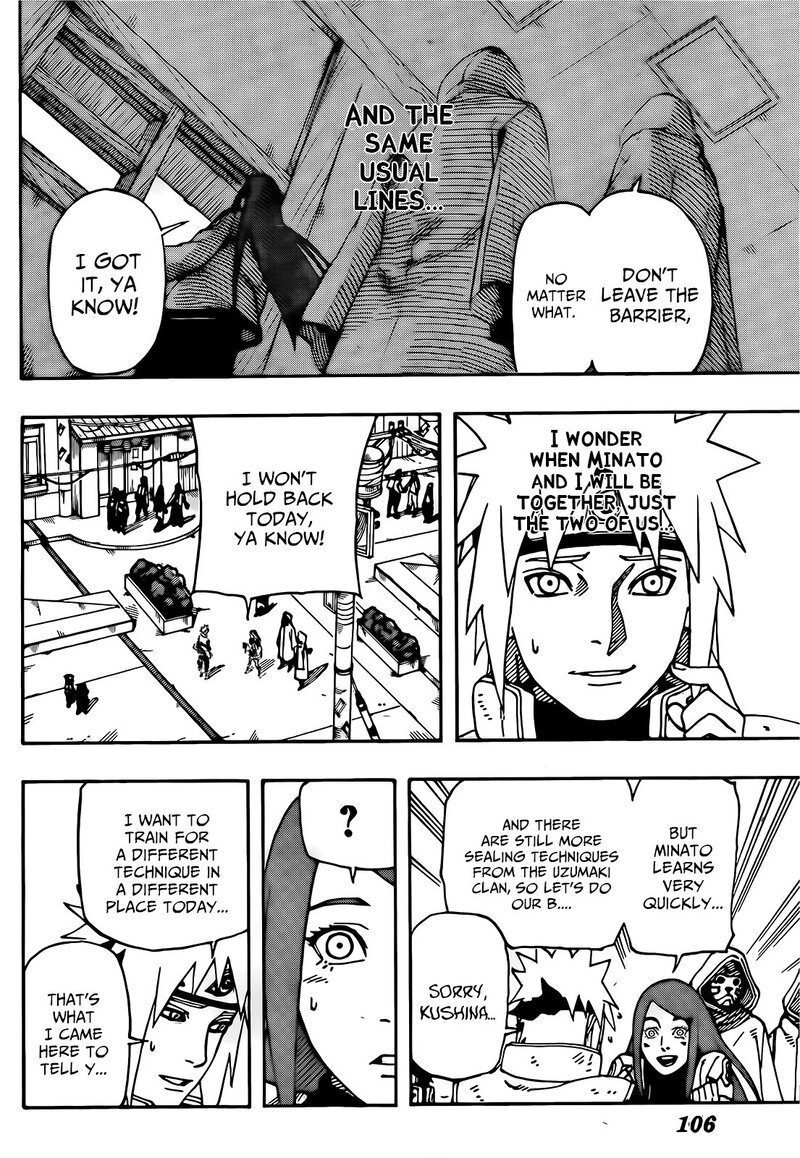 DON'T
LEAVE THE
BARRIER,
NO
MATTER
WHAT.
AND THE
SAME
USUAL
LINES...
I GOT
IT, YA
KNOW!
I WONDER
WHEN MINATO
AND I WILL BE
TOGETHER, JUST
THE TWO OF US...
I WON'T
HOLD BACK
TODAY,
YA KNOW!
BUT
MINATO
LEARNS
VERY
QUICKLY...
AND THERE
ARE STILL MORE
SEALING TECHNIQUES
FROM THE UZUMAKI
CLAN, SO LET'S DO
OUR B....
SORRY,
KUSHINA...
?
I WANT TO
TRAIN FOR
A DIFFERENT
TECHNIQUE IN
A DIFFERENT
PLACE TODAY...
THAT'S
WHAT
I CAME
HERE TO
TELL Y...
106